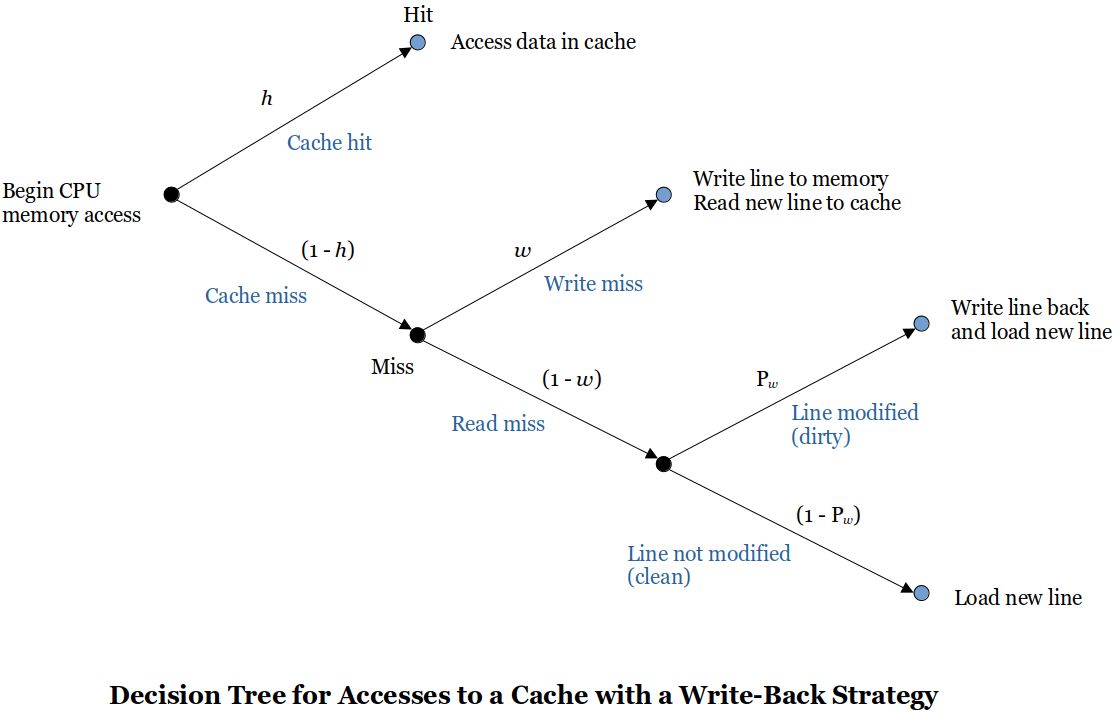 Hit
Access data in cache
h
Cache hit
Begin CPU
memory access
Write line to memory
Read new line to cache
(1 - h)
w
Cache miss
Write miss
Write line back
and load new line
Miss
(1 - w)
Pw
Read miss
Line modified
(dirty)
(1 - Pw)
Line not modified
(clean)
Load new line
Decision Tree for Accesses to a Cache with a Write-Back Strategy